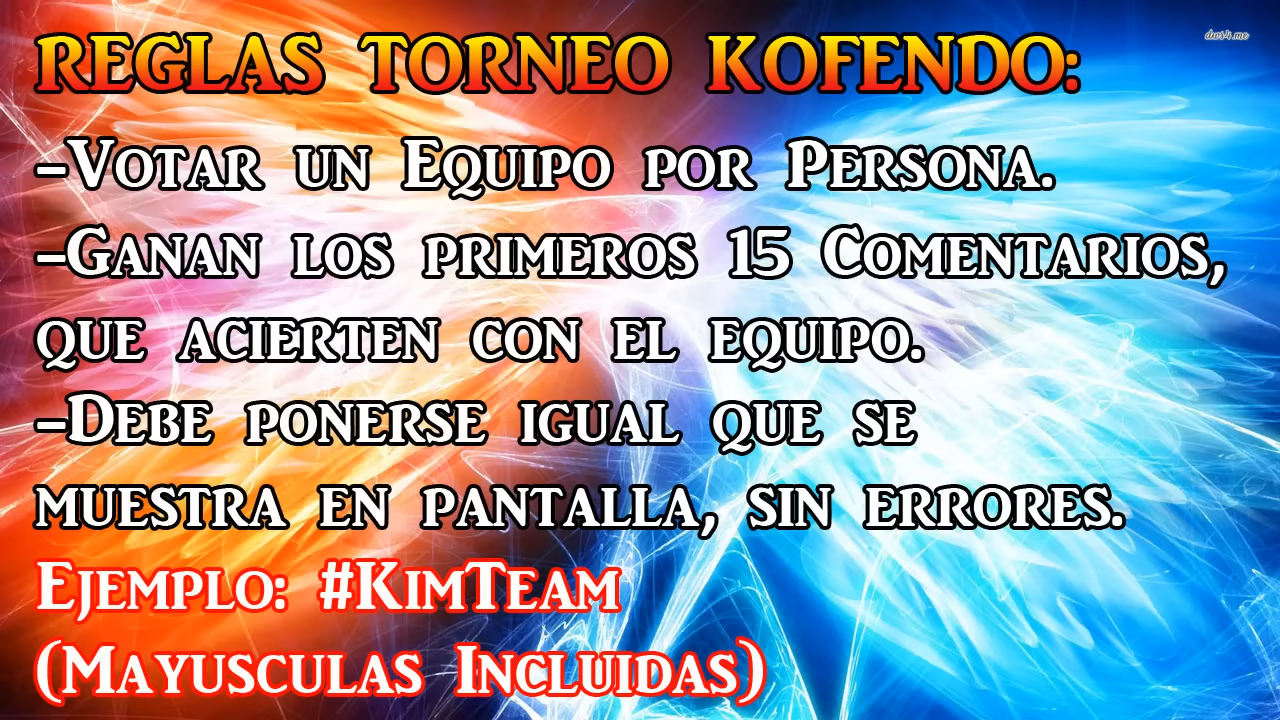 REGLAS TORNEO KOFENDO:
-Votar un Equipo por Persona.
-Ganan los primeros 15 Comentarios,
que acierten con el equipo.
-Debe ponerse igual que se
muestra en pantalla, sin errores.
Ejemplo: #KimTeam
(Mayusculas Incluidas)